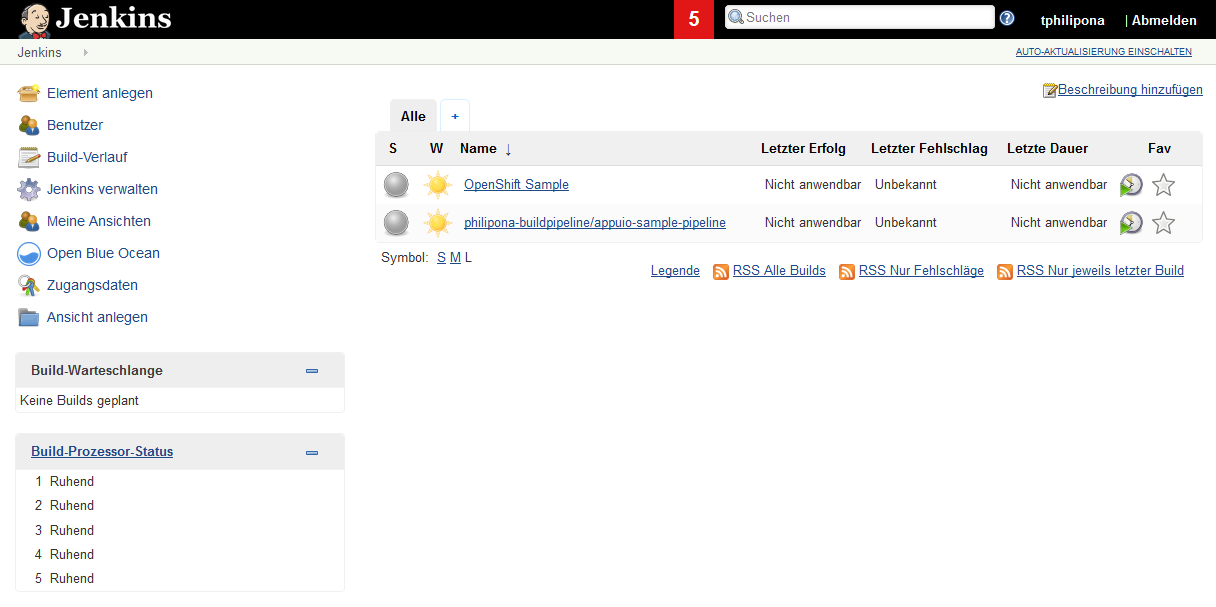 Jenkins
5
Suchen
?
tphilipona
| Abmelden
Jenkins
AUTO-AKTUALISIERUNG EINSCHALTEN
Element anlegen
Benutzer
Build-Verlauf
Jenkins verwalten
Meine Ansichten
Open Blue Ocean
Zugangsdaten
Ansicht anlegen
Build-Warteschlange
Keine Builds geplant
Build-Prozessor-Status
1 Ruhend
2 Ruhend
3 Ruhend
4 Ruhend
5 Ruhend
Beschreibung hinzufügen
Alle +
S W Name ↓ Letzter Erfolg Letzter Fehlschlag Letzte Dauer Fav
OpenShift Sample Nicht anwendbar Unbekannt Nicht anwendbar
philipona-buildpipeline/appuio-sample-pipeline Nicht anwendbar Unbekannt Nicht anwendbar
Symbol: S M L
Legende RSS Alle Builds RSS Nur Fehlschläge RSS Nur jeweils letzter Build